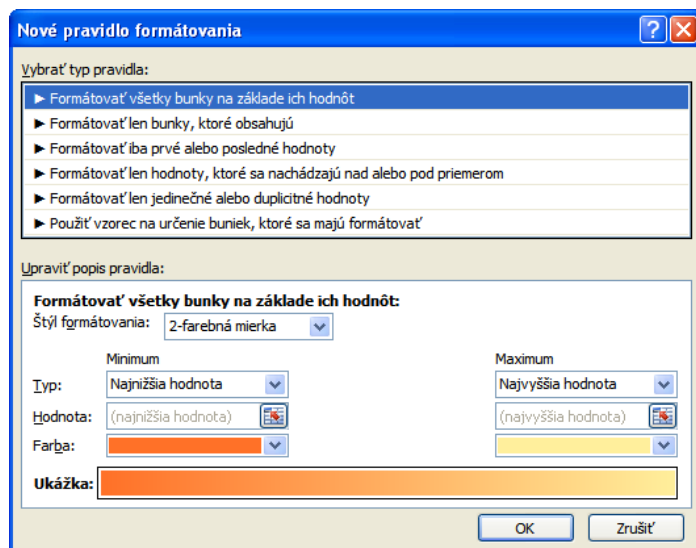 Nové pravidlo formátovania
Vybrať typ pravidla:
► Formátovať všetky bunky na základe ich hodnôt
► Formátovať len bunky, ktoré obsahujú
► Formátovať iba prvé alebo posledné hodnoty
► Formátovať len hodnoty, ktoré sa nachádzajú nad alebo pod priemerom
► Formátovať len jedinečné alebo duplicitné hodnoty
► Použiť vzorec na určenie buniek, ktoré sa majú formátovať
Upraviť popis pravidla:
Formátovať všetky bunky na základe ich hodnôt:
Štýl formátovania: 2-farebná mierka
Minimum Maximum
Typ: Najnižšia hodnota Najvyššia hodnota
Hodnota: (najnižšia hodnota) (najvyššia hodnota)
Farba:
Ukážka:
OK Zrušiť